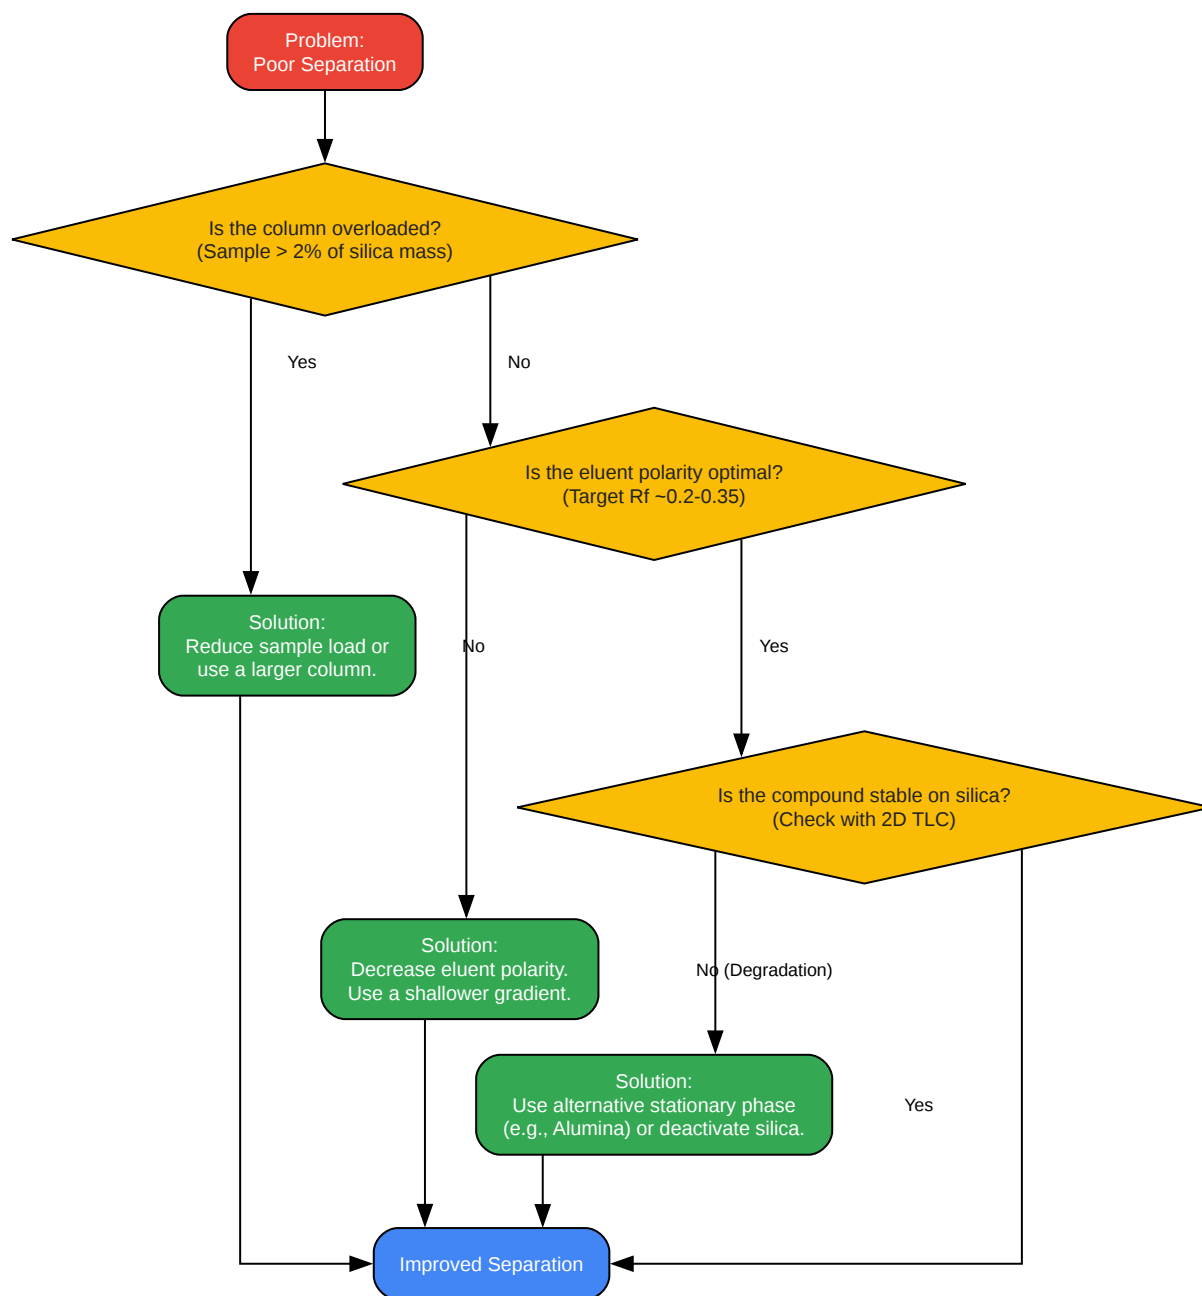 Problem:
Poor Separation
Is the column overloaded?
(Sample > 2% of silica mass)
Yes
No
Is the eluent polarity optimal?
(Target Rf ~0.2-0.35)
Solution:
Reduce sample load or
use a larger column.
No
Yes
Is the compound stable on silica?
(Check with 2D TLC)
Solution:
Decrease eluent polarity.
Use a shallower gradient.
No (Degradation)
Solution:
Use alternative stationary phase
(e.g., Alumina) or deactivate silica.
Yes
Improved Separation